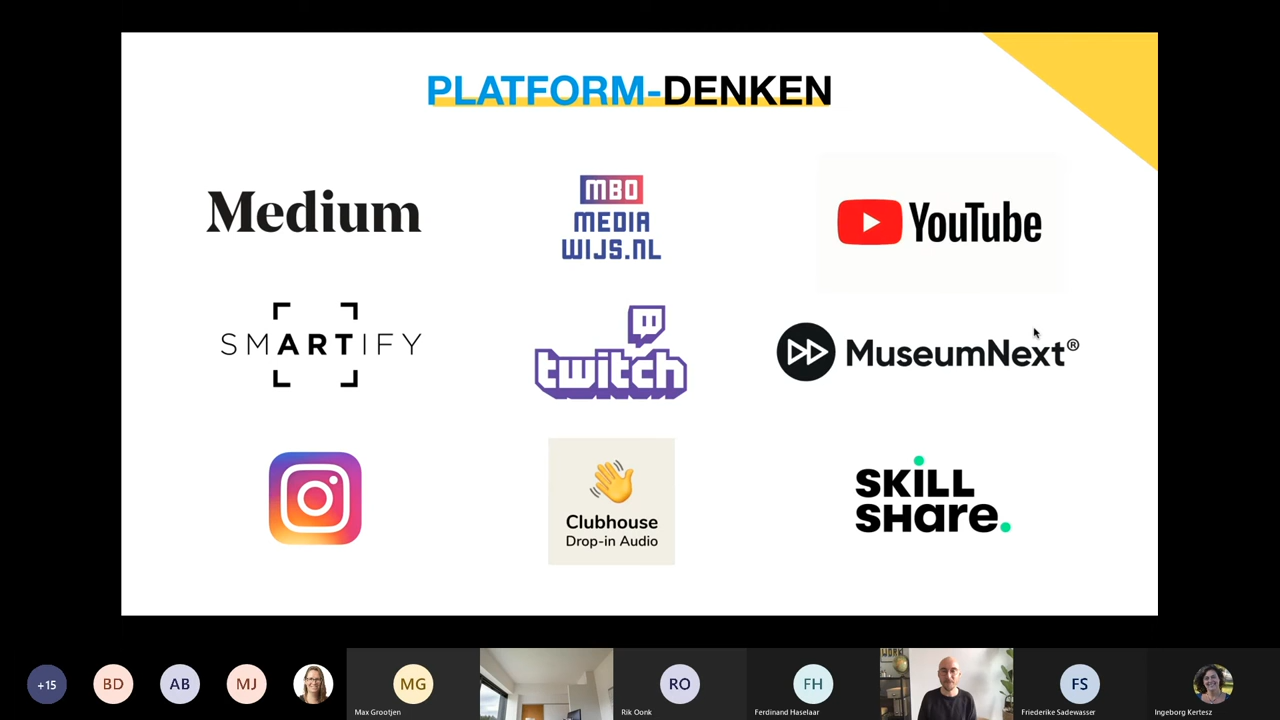 PLATFORM-DENKEN
Medium
MBO
MEDIA
WIJS.NL
YouTube
SMARTIFY
twitch
MuseumNext®
Clubhouse
Drop-in Audio
SKiLL
SHare.
+15
BD
AB
MJ
MG
Max Grootjen
RO
Rik Oonk
FH
Ferdinand Haselaar
FS
Friederike Sadewasser
Ingeborg Kertesz